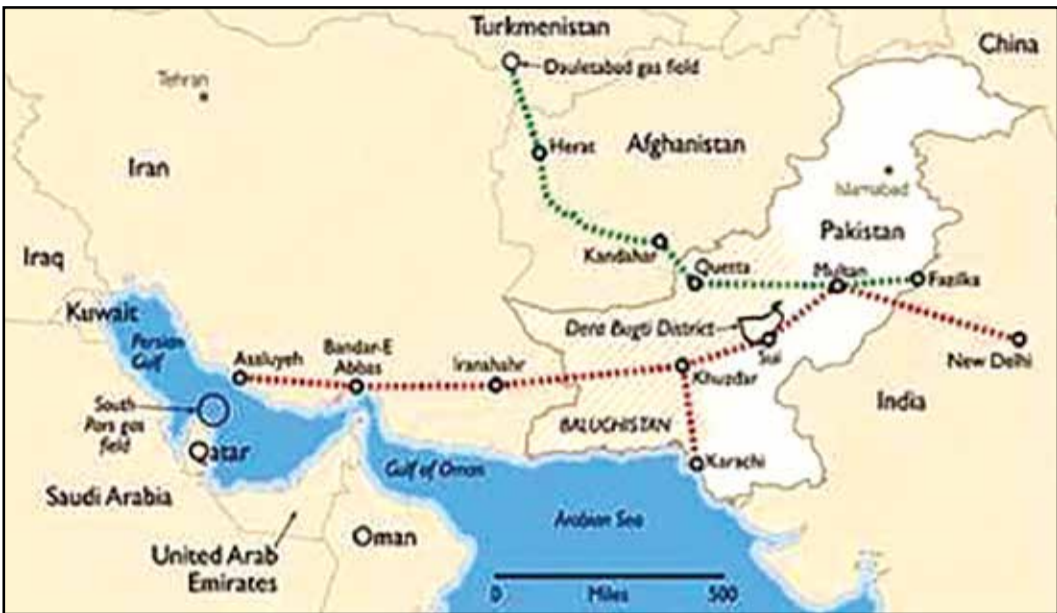 Turkmenistan
China
Tehran
Dauletabad gas field
Iran
Herat
Afghanistan
Islamabad
Pakistan
Iraq
Kandahar
Quetta
Multan
Fazilka
Kuwait
Persian
Gulf
Dera Bugti District
Asaluyeh
Bandar-E
Abbas
Iranshahr
Sui
New Delhi
Khuzdar
South
Pars gas
field
India
BALUCHISTAN
Qatar
Gulf of Oman
Karachi
Saudi Arabia
Arabian Sea
Oman
United Arab
Emirates
0 Miles 500